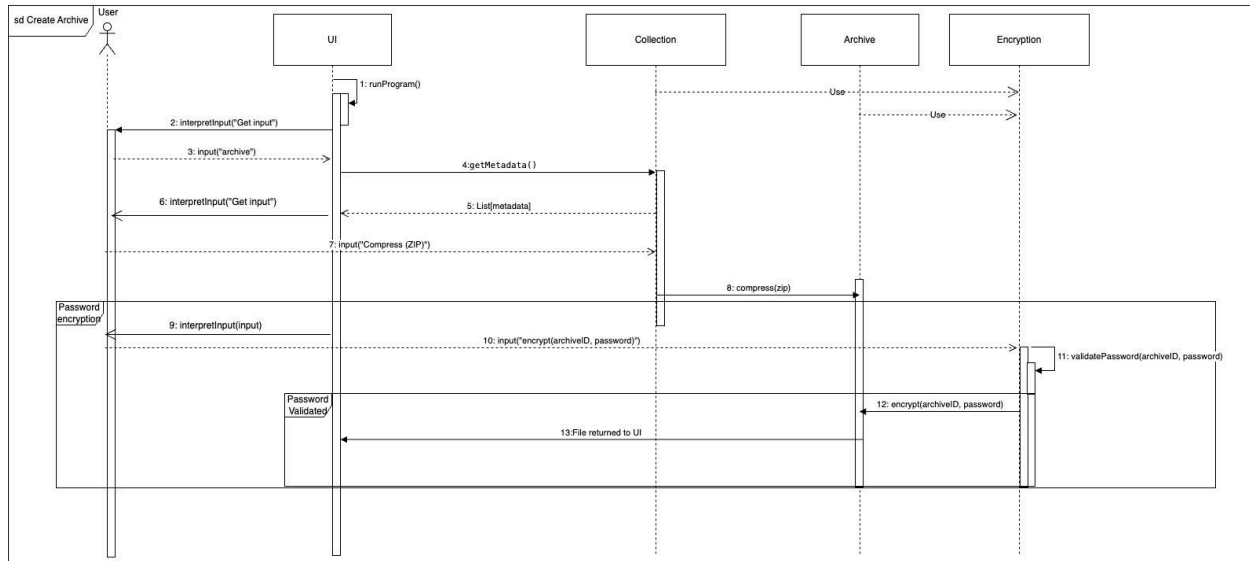 sd Create Archive
User
UI
Collection
Archive
Encryption
1: runProgram()
Use
Use
2: interpretInput("Get input")
3: input("archive")
4:getMetadata()
5: List[metadata]
6: interpretInput("Get input")
7: input("Compress (ZIP)")
8: compress(zip)
Password
encryption
9: interpretInput(input)
10: input("encrypt(archiveID, password)")
11: validatePassword(archiveID, password)
Password
Validated
12: encrypt(archiveID, password)
13:File returned to UI